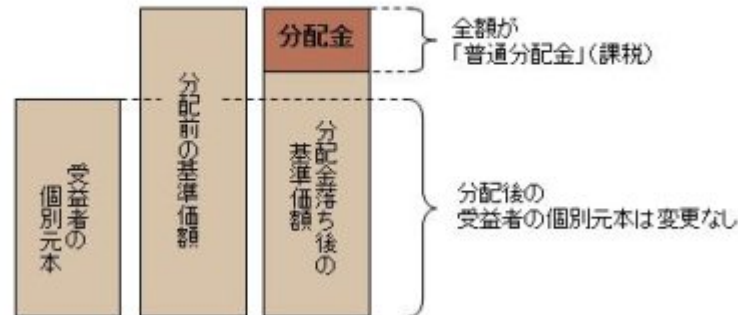 受益者の
個別元本
分配前の基準価額
分配金
分配金落ち後の
基準価額
全額が
「普通分配金」(課税)
分配後の
受益者の個別元本は変更なし